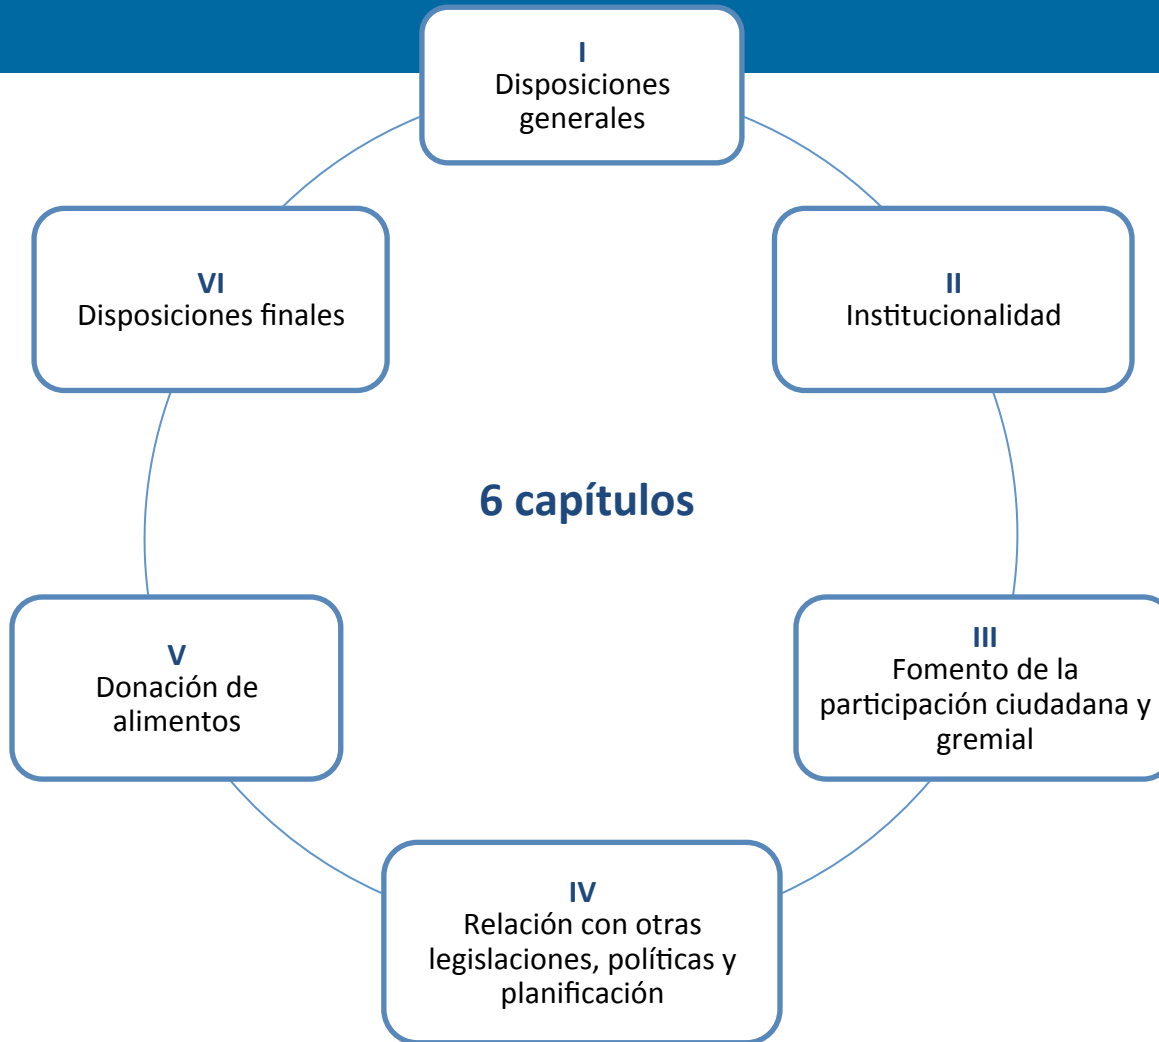 I
Disposiciones
generales
II
Institucionalidad
III
Fomento de la
participación ciudadana y
gremial
IV
Relación con otras
legislaciones, políticas y
planificación
V
Donación de
alimentos
VI
Disposiciones finales
6 capítulos